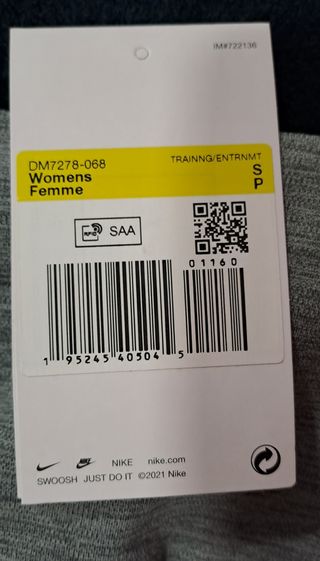 IM#722136
DM7278-068
TRAINNG/ENTRNMT
Womens
Femme
S
P
RFID
SAA
01160
1 95245 40504 5
NIKE nike.com
SWOOSH JUST DO IT ©2021 Nike